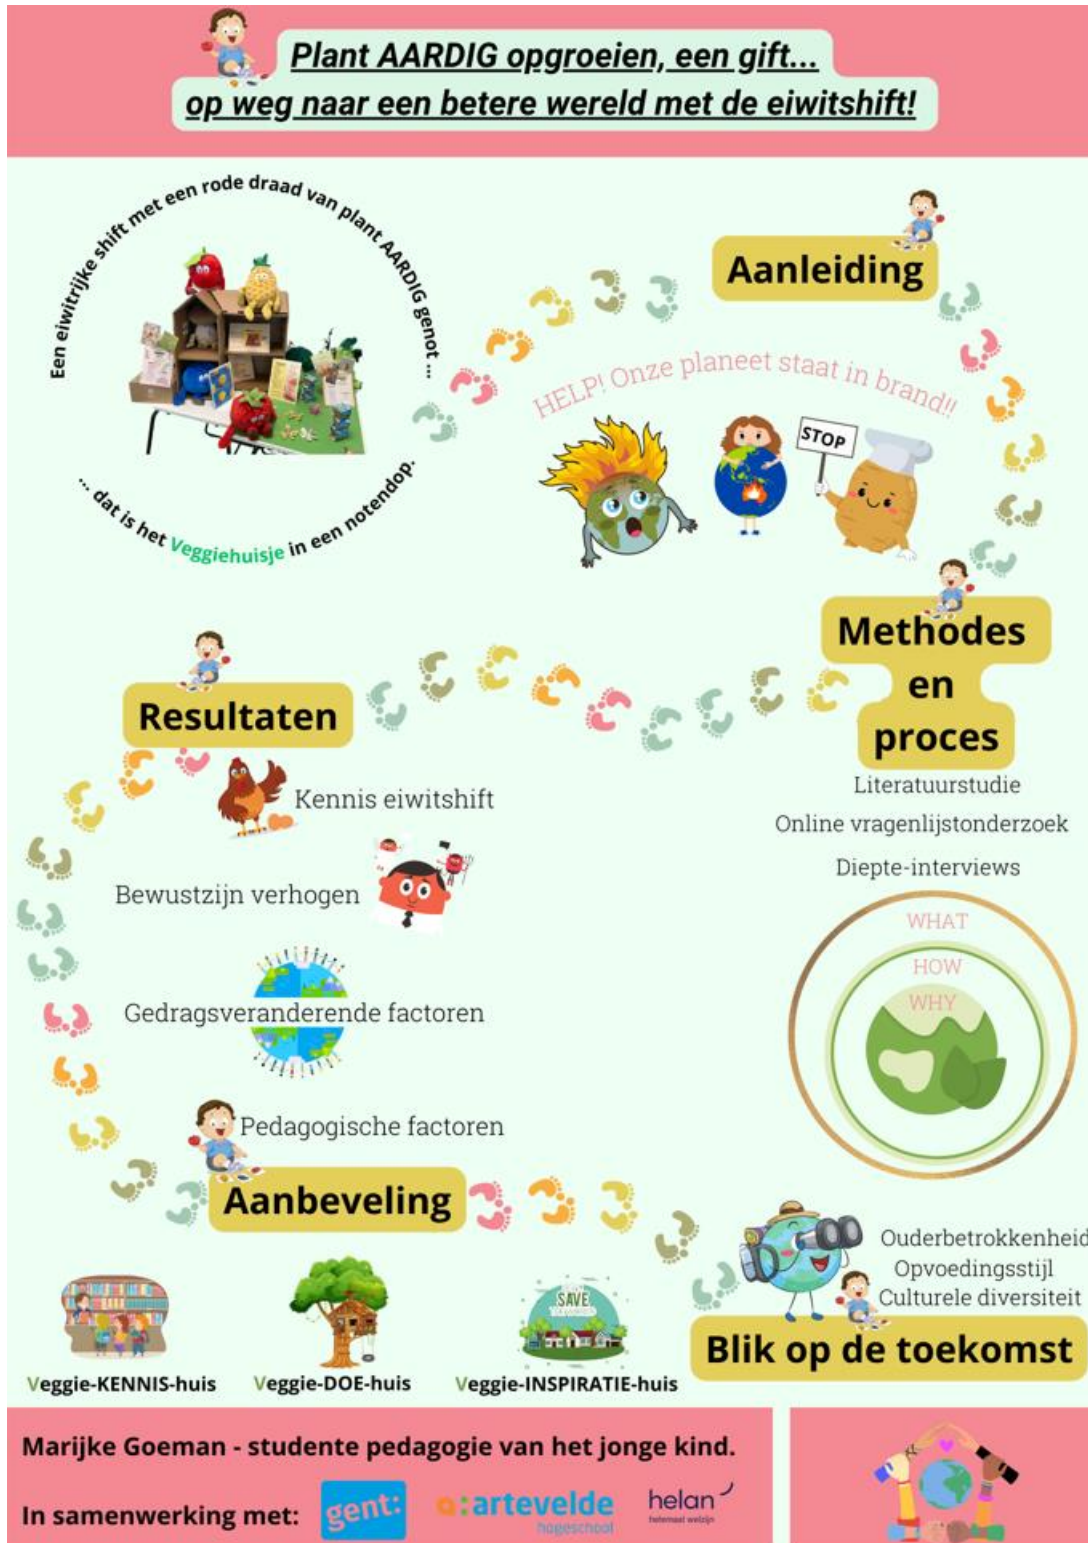 Plant AARDIG opgroeien, een gift...
op weg naar een betere wereld met de eiwitshift!
Een eiwitrijke shift met een rode draad van plant AARDIG genot ...
... dat is het Veggiehuisje in een notendop.
Aanleiding
HELP! Onze planeet staat in brand!!
STOP
Methodes
en
proces
Literatuurstudie
Online vragenlijstonderzoek
Diepte-interviews
WHAT
HOW
WHY
Resultaten
Kennis eiwitshift
Bewustzijn verhogen
Gedragsveranderende factoren
Pedagogische factoren
Aanbeveling
Veggie-KENNIS-huis
Veggie-DOE-huis
SAVE
Veggie-INSPIRATIE-huis
Ouderbetrokkenheid
Opvoedingsstijl
Culturele diversiteit
Blik op de toekomst
Marijke Goeman - studente pedagogie van het jonge kind.
In samenwerking met:
gent:
a:artevelde
hogeschool
helan
helemaal welzijn